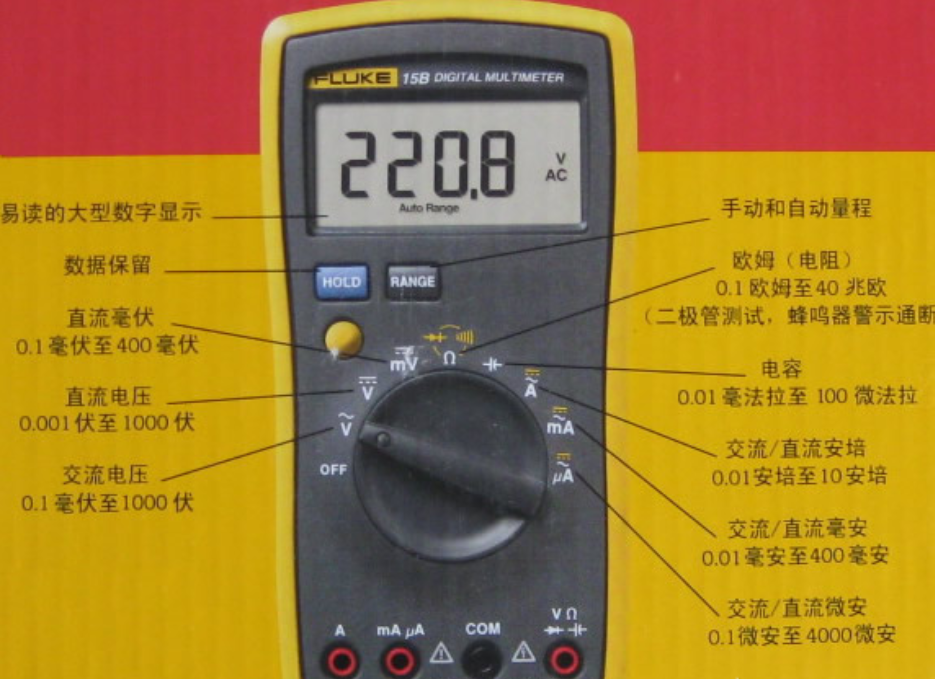 FLUKE 15B DIGITAL MULTIMETER
220.8
V
AC
Auto Range
易读的大型数字显示
手动和自动量程
数据保留
HOLD
RANGE
欧姆（电阻）
0.1 欧姆至40 兆欧
（二极管测试，蜂鸣器警示通断
直流毫伏
0.1 毫伏至 400 毫伏
mV
Ω
电容
0.01 毫法拉至 100 微法拉
直流电压
0.001 伏至 1000 伏
V
A
V
mA
交流/直流安培
0.01安培至10安培
交流电压
0.1 毫伏至1000 伏
OFF
µA
交流/直流毫安
0.01毫安至400 毫安
交流/直流微安
0.1微安至 4000微安
A
mA µA
COM
V Ω